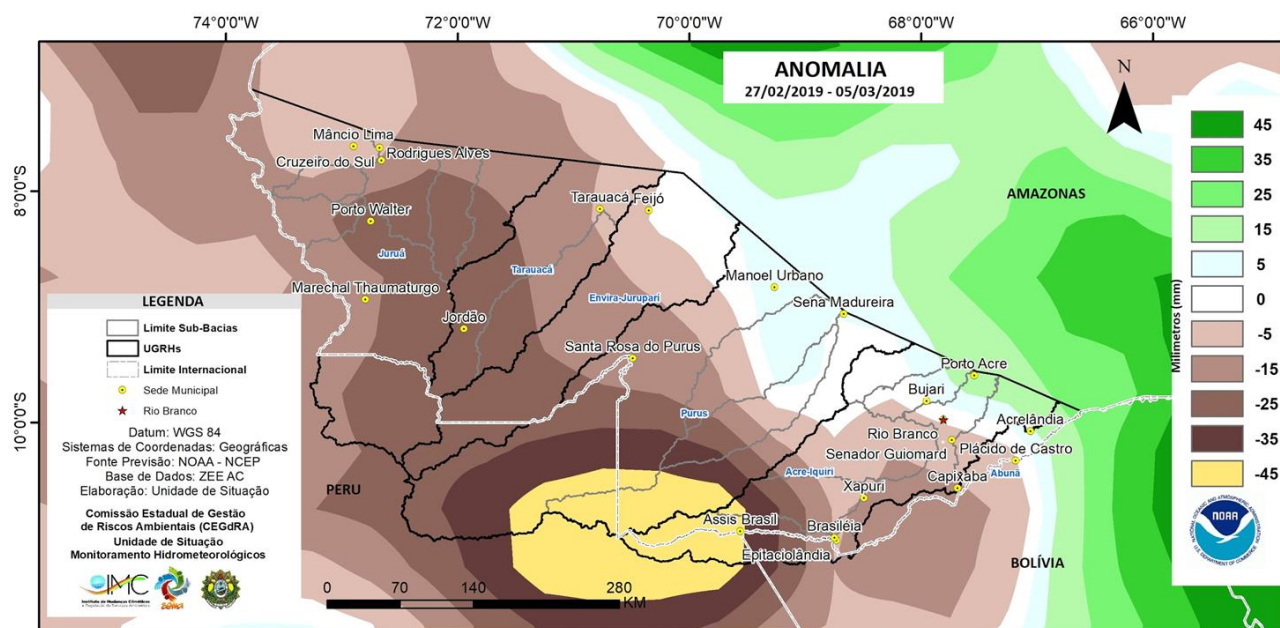 74°0'0"W
72°0'0"W
70°0'0"W
68°0'0"W
66°0'0"W
8°0'0"S
10°0'0"S
ANOMALIA
27/02/2019 - 05/03/2019
N
Mâncio Lima
Rodrigues Alves
Cruzeiro do Sul
Porto Walter
Juruá
Tarauacá
Feijó
AMAZONAS
Tarauacá
Marechal Thaumaturgo
Envira-Jurupari
Manoel Urbano
Jordão
Sena Madureira
Santa Rosa do Purus
Porto Acre
Bujari
Purus
Acrelândia
Rio Branco
Senador Guiomard
Plácido de Castro
Acre-Iquiri
Abunã
Capixaba
Xapuri
PERU
Assis Brasil
Brasiléia
Epitaciolândia
BOLÍVIA
LEGENDA
Limite Sub-Bacias
UGRHs
Limite Internacional
Sede Municipal
Rio Branco
Datum: WGS 84
Sistemas de Coordenadas: Geográficas
Fonte Previsão: NOAA - NCEP
Base de Dados: ZEE AC
Elaboração: Unidade de Situação
Comissão Estadual de Gestão
de Riscos Ambientais (CEGdRA)
Unidade de Situação
Monitoramento Hidrometeorológicos
IMC
0
70
140
280
KM
Milímetros (mm)
45
35
25
15
5
0
-5
-15
-25
-35
-45
NOAA